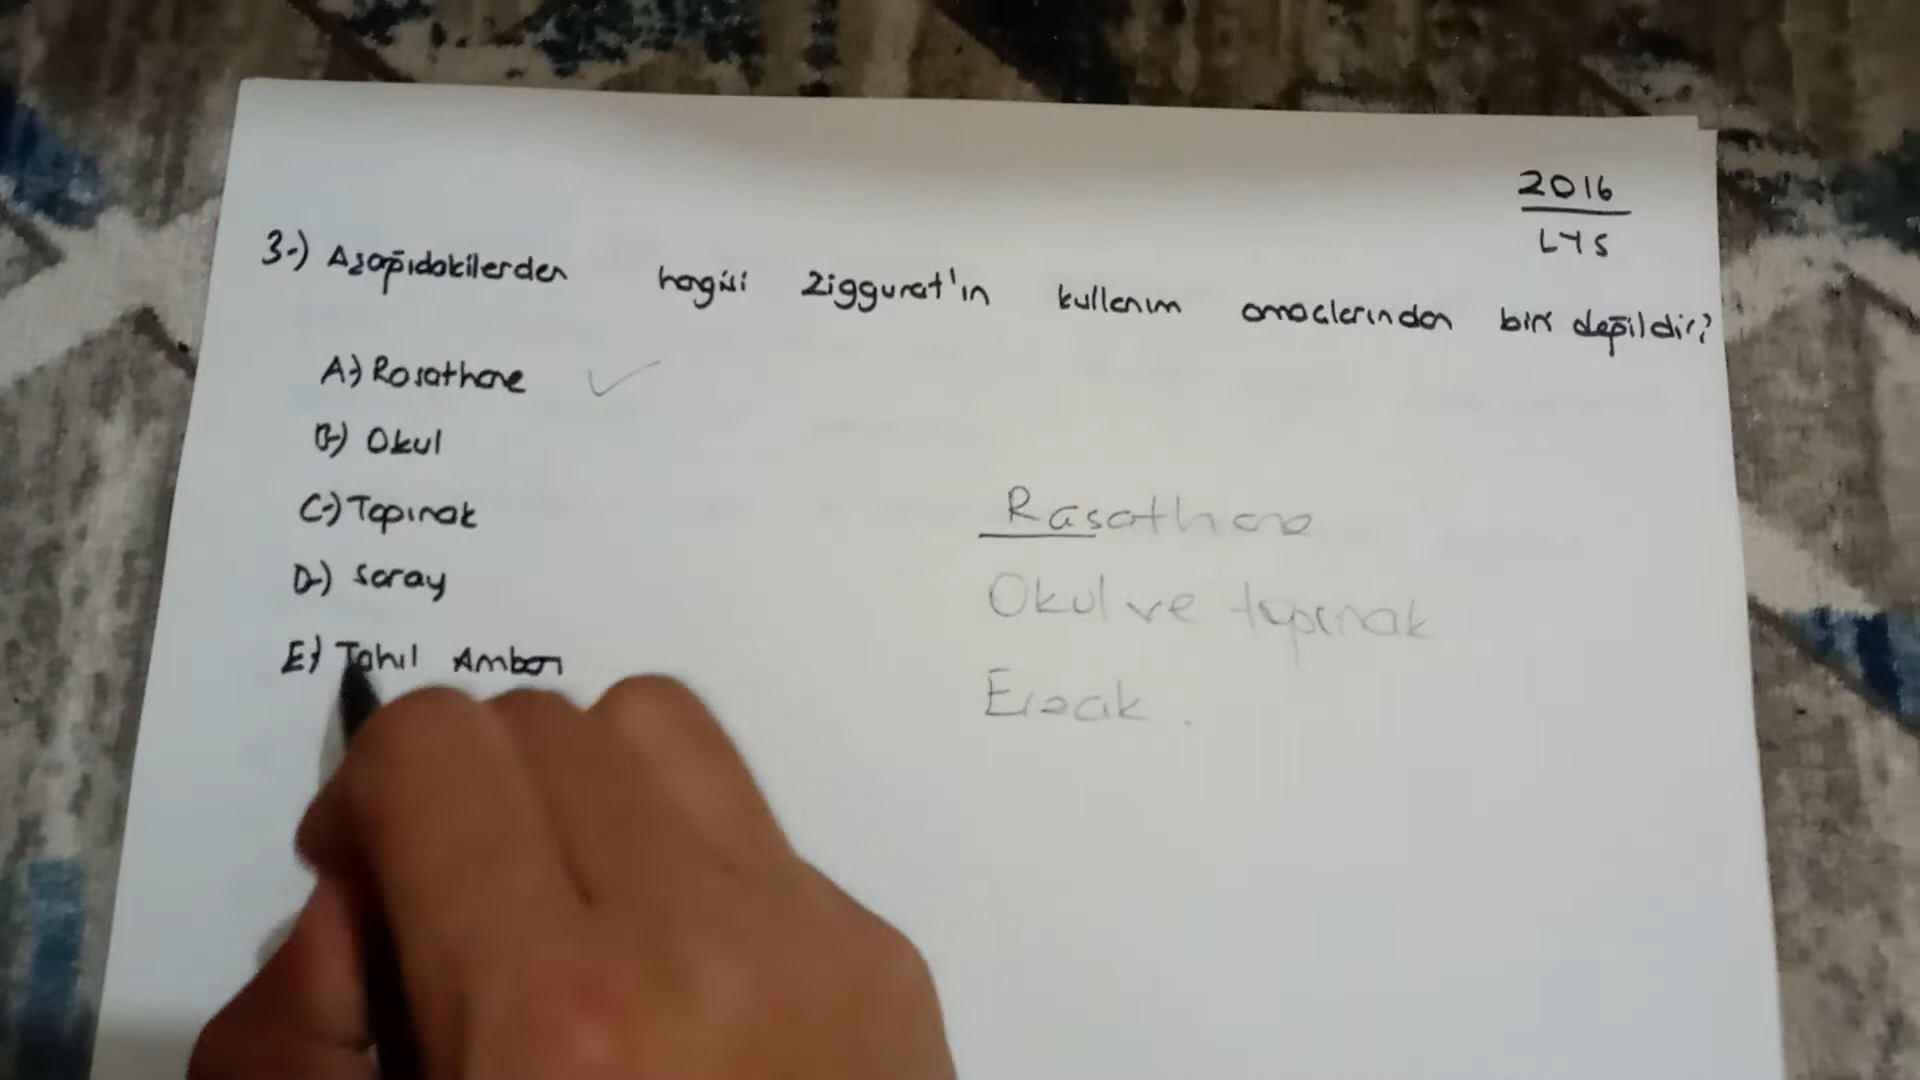 2016
LYS
3-) Aşağıdakilerden hangisi Ziggurat'ın kullanım amaçlarından biri değildir?
A-) Rasathane
B-) Okul
C-) Tapınak
D-) Saray
E-) Tahıl Ambarı
Rasathane
Okul ve tapınak
Erzak.